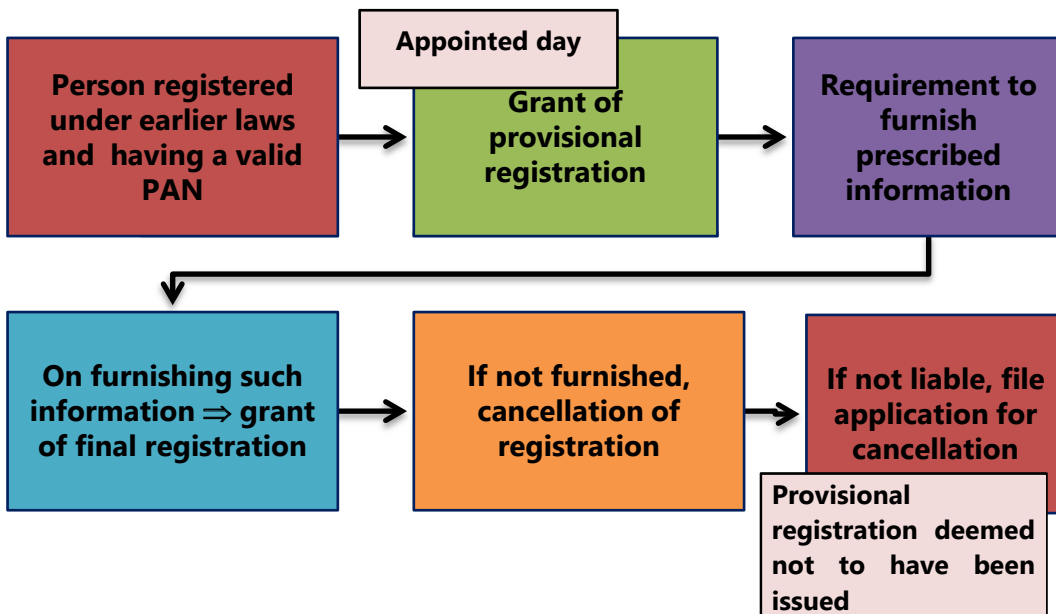 Person registered
under earlier laws
and having a valid
PAN
Appointed day
Grant of
provisional
registration
Requirement to
furnish
prescribed
information
On furnishing such
information ⇒ grant
of final registration
If not furnished,
cancellation of
registration
If not liable, file
application for
cancellation
Provisional
registration deemed
not to have been
issued